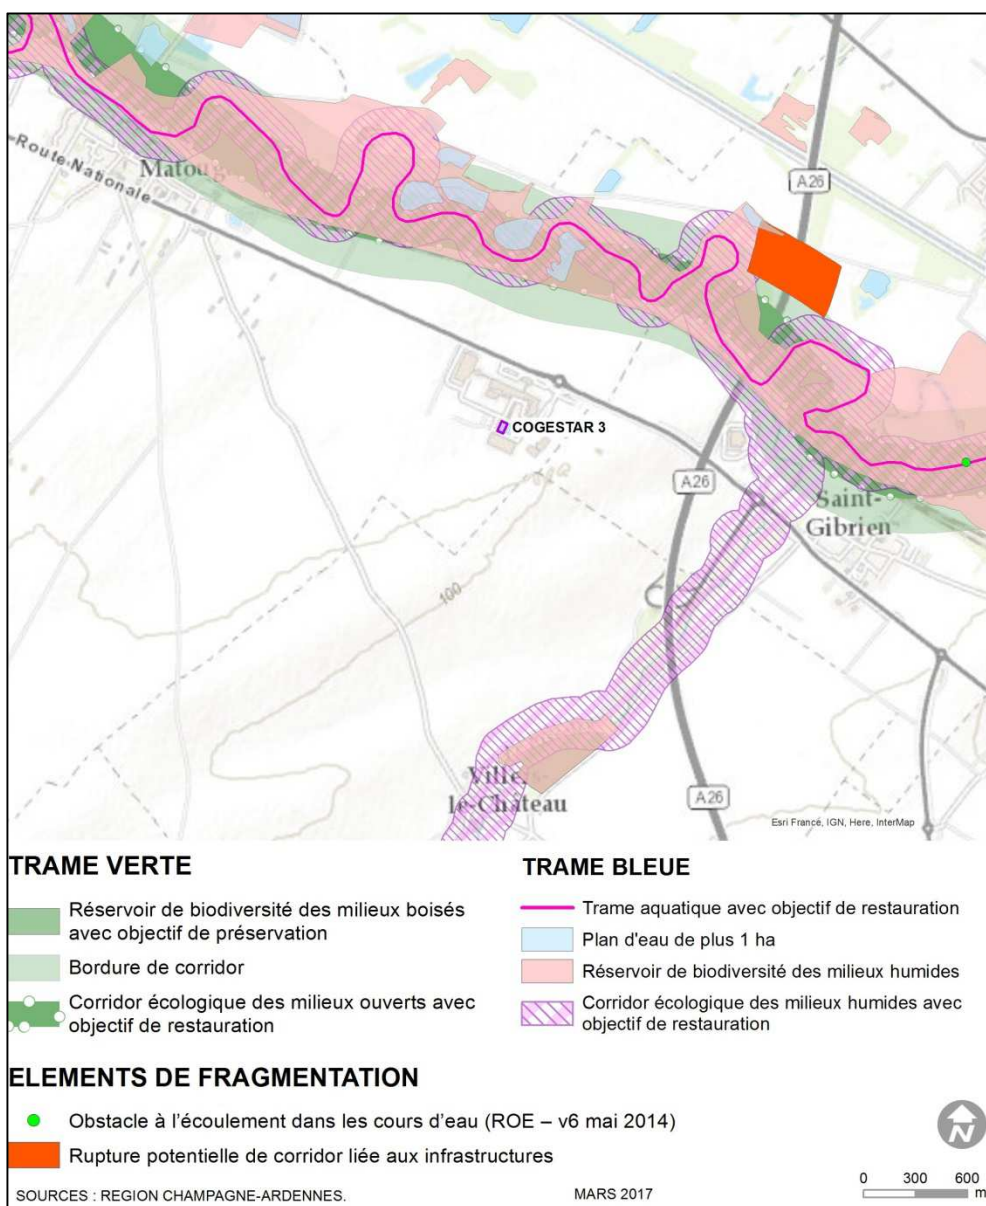 Route Nationale
Matoug
A26
COGESTAR 3
A26
Saint-
Gibrien
100
le-Château
A26
Esri France, IGN, Here, InterMap
TRAME VERTE
Réservoir de biodiversité des milieux boisés
avec objectif de préservation
Bordure de corridor
Corridor écologique des milieux ouverts avec
objectif de restauration
TRAME BLEUE
Trame aquatique avec objectif de restauration
Plan d'eau de plus 1 ha
Réservoir de biodiversité des milieux humides
Corridor écologique des milieux humides avec
objectif de restauration
ELEMENTS DE FRAGMENTATION
Obstacle à l'écoulement dans les cours d'eau (ROE – v6 mai 2014)
Rupture potentielle de corridor liée aux infrastructures
N
SOURCES : REGION CHAMPAGNE-ARDENNES.
MARS 2017
0 300 600
m